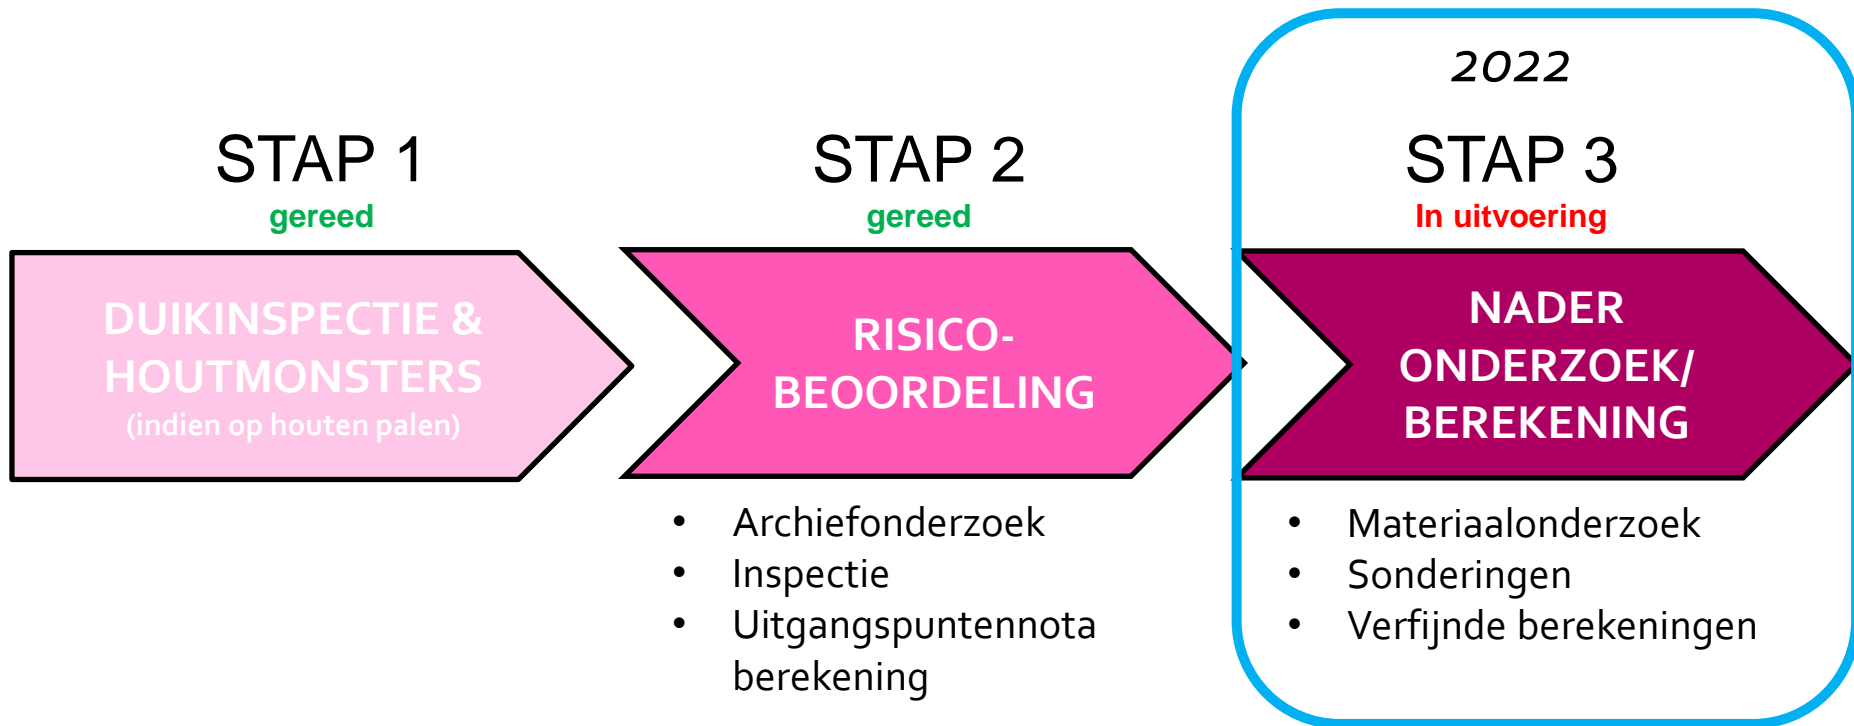 STAP 1
gereed
DUIKINSPECTIE &
HOUTMONSTERS
(indien op houten palen)
STAP 2
gereed
RISICO-
BEOORDELING
• Archiefonderzoek
• Inspectie
• Uitgangspuntennota
berekening
2022
STAP 3
In uitvoering
NADER
ONDERZOEK/
BEREKENING
• Materiaalonderzoek
• Sonderingen
• Verfijnde berekeningen